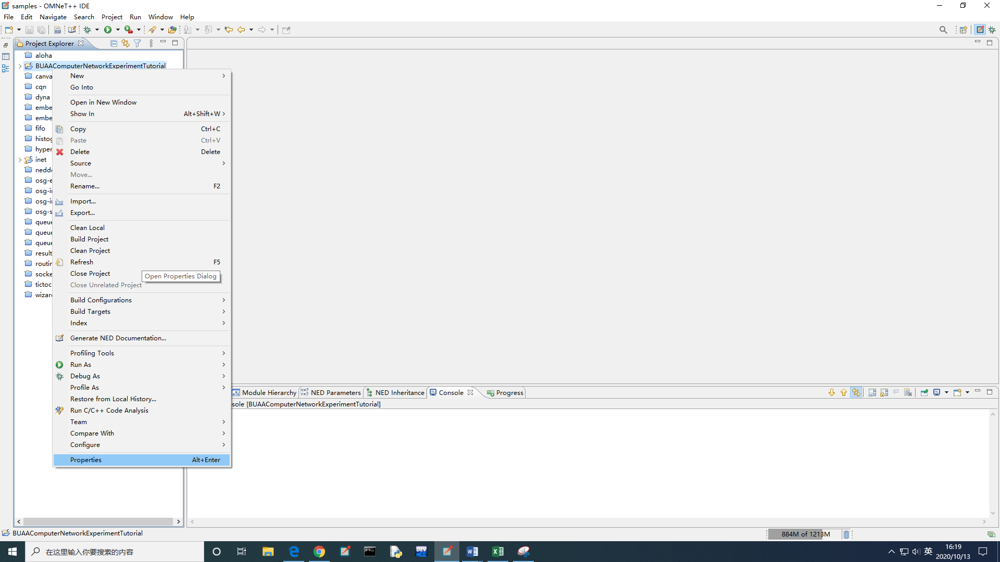 samples - OMNeT++ IDE
File Edit Navigate Search Project Run Window Help
Project Explorer
aloha
BUAAComputerNetworkExperimentTutorial
canva
cqn
dyna
embe
embe
fifo
histog
hyper
inet
nedd
osg-e
osg-i
osg-i
osg-s
queue
queue
queue
result
routin
socke
tictoc
wizar
New
Go Into
Open in New Window
Show In Alt+Shift+W
Copy Ctrl+C
Paste Ctrl+V
Delete Delete
Source
Move...
Rename... F2
Import...
Export...
Clean Local
Build Project
Clean Project
Refresh F5
Close Project
Open Properties Dialog
Close Unrelated Project
Build Configurations
Build Targets
Index
Generate NED Documentation...
Profiling Tools
Run As
Debug As
Profile As
Restore from Local History...
Run C/C++ Code Analysis
Team
Compare With
Configure
Properties Alt+Enter
Module Hierarchy NED Parameters NED Inheritance Console Progress
sole [BUAAComputerNetworkExperimentTutorial]
BUAAComputerNetworkExperimentTutorial
884M of 1213M
在这里输入你要搜索的内容
DEV
英
16:19
2020/10/13